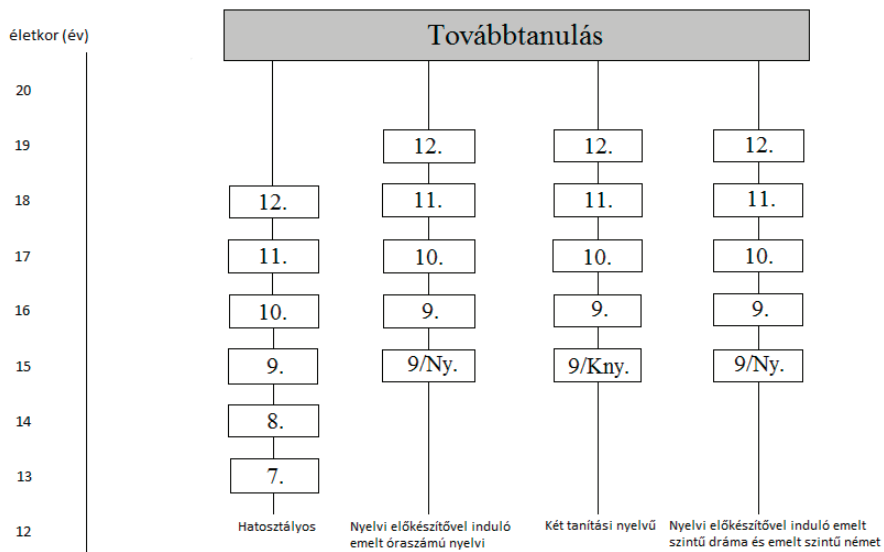 életkor (év)
Továbbtanulás
20
19
12.
12.
12.
18
12.
11.
11.
11.
17
11.
10.
10.
10.
16
10.
9.
9.
9.
15
9.
9/Ny.
9/Kny.
9/Ny.
14
8.
13
7.
12
Hatosztályos
Nyelvi előkészítővel induló
emelt óraszámú nyelvi
Két tanítási nyelvű
Nyelvi előkészítővel induló emelt
szintű dráma és emelt szintű német